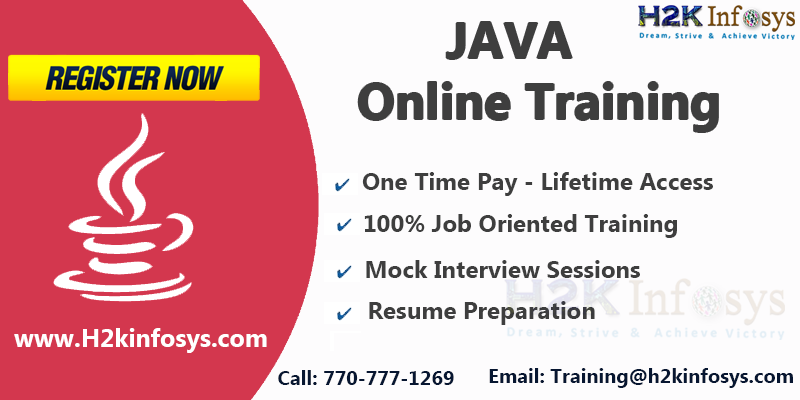 H2K Infosys
Dream, Strive & Achieve Victory
JAVA
Online Training
REGISTER NOW
✔ One Time Pay - Lifetime Access
✔ 100% Job Oriented Training
✔ Mock Interview Sessions
✔ Resume Preparation
H2K Infosys
Dream, Strive & Achieve Victory
www.H2kinfosys.com
Call: 770-777-1269
Email: Training@h2kinfosys.com